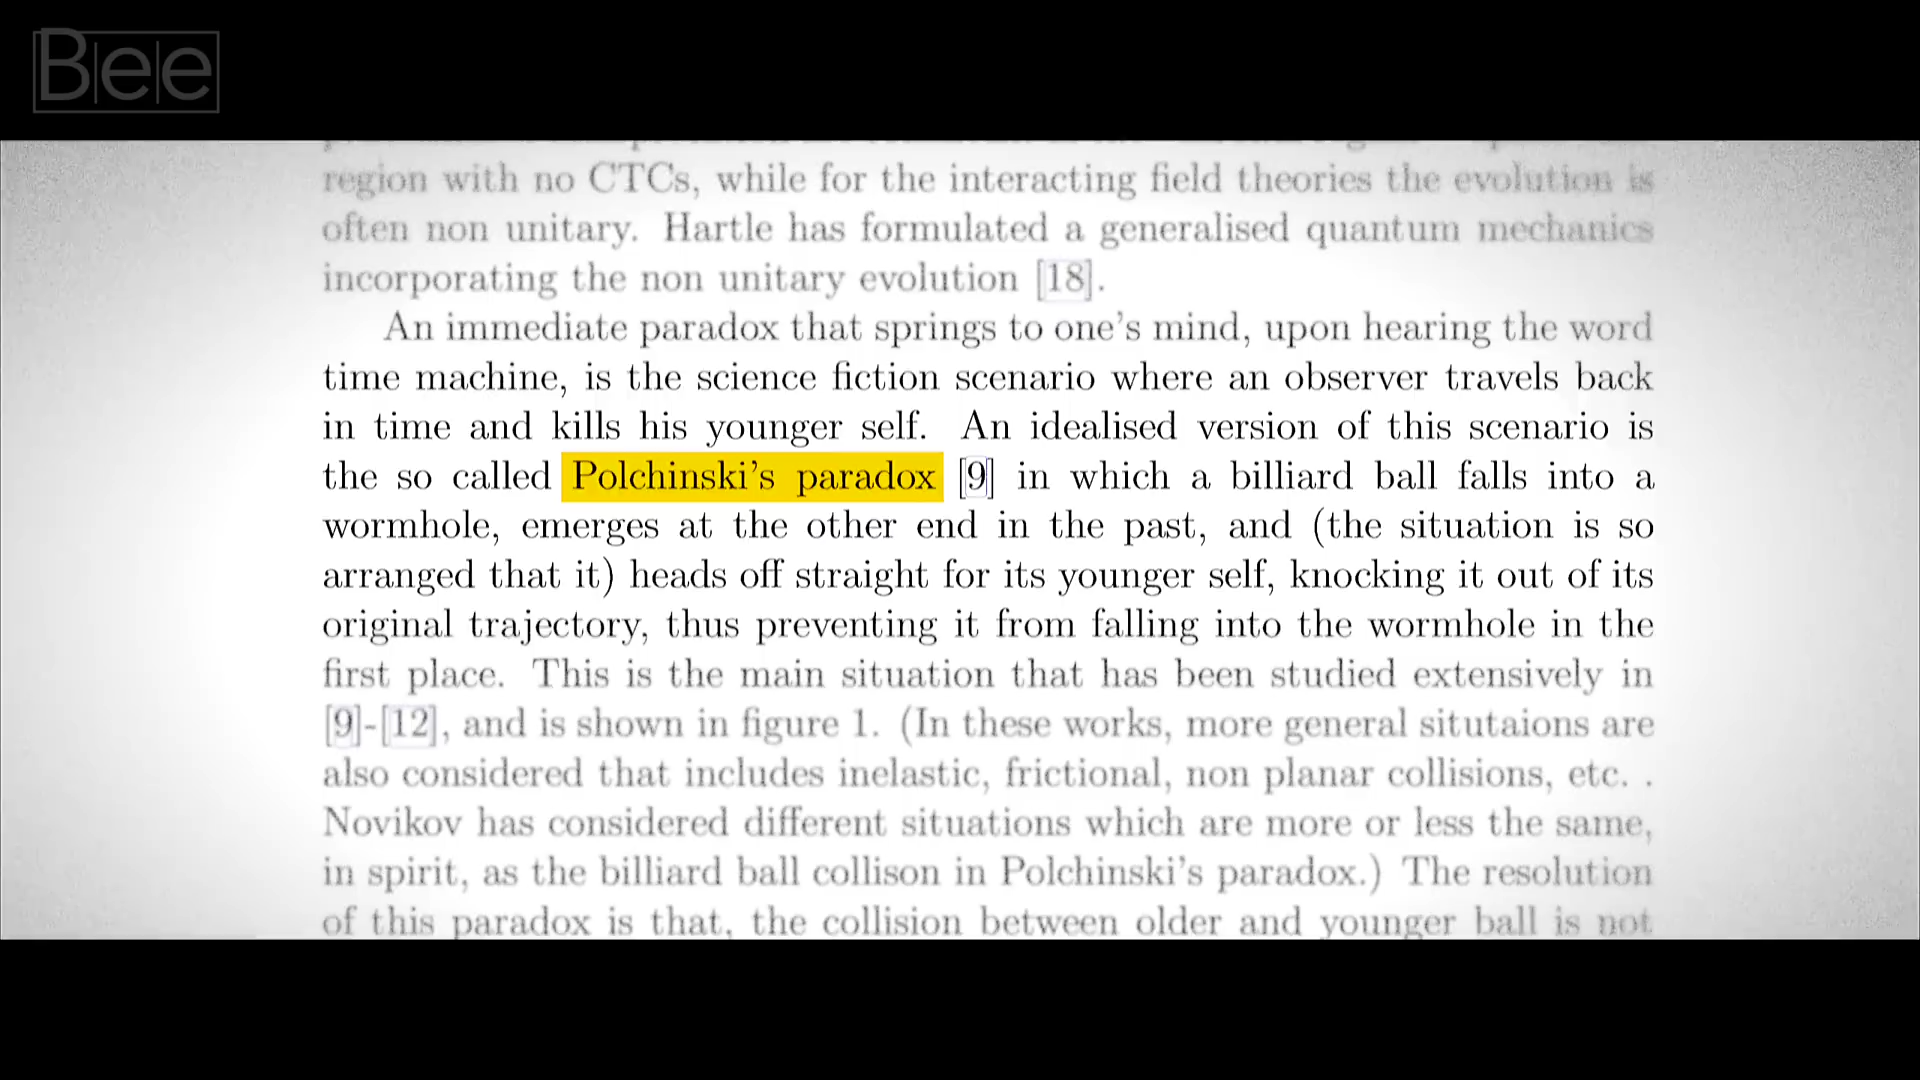 Bee
region with no CTCs, while for the interacting field theories the evolution is
often non unitary. Hartle has formulated a generalised quantum mechanics
incorporating the non unitary evolution [18].
An immediate paradox that springs to one's mind, upon hearing the word
time machine, is the science fiction scenario where an observer travels back
in time and kills his younger self. An idealised version of this scenario is
the so called Polchinski's paradox [9] in which a billiard ball falls into a
wormhole, emerges at the other end in the past, and (the situation is so
arranged that it) heads off straight for its younger self, knocking it out of its
original trajectory, thus preventing it from falling into the wormhole in the
first place. This is the main situation that has been studied extensively in
[9]-[12], and is shown in figure 1. (In these works, more general situtaions are
also considered that includes inelastic, frictional, non planar collisions, etc. .
Novikov has considered different situations which are more or less the same,
in spirit, as the billiard ball collison in Polchinski's paradox.) The resolution
of this paradox is that, the collision between older and younger ball is not